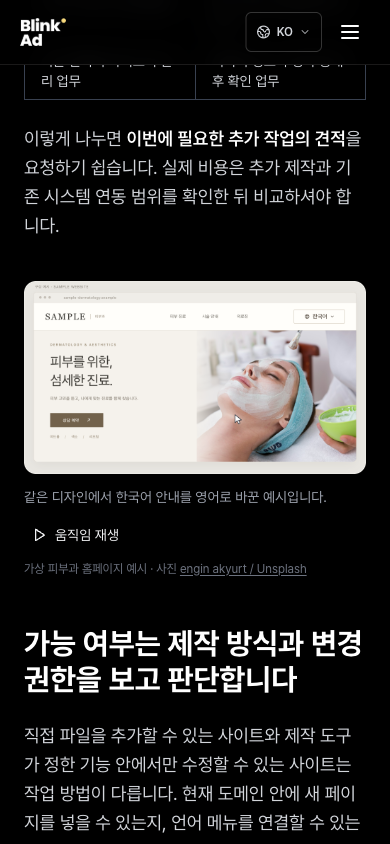 Blink
Ad
KO
리 업무
후 확인 업무
이렇게 나누면 이번에 필요한 추가 작업의 견적을
요청하기 쉽습니다. 실제 비용은 추가 제작과 기
존 시스템 연동 범위를 확인한 뒤 비교하셔야 합
니다.
SAMPLE
한국어
DERMATOLOGY & AESTHETICS
피부를 위한,
섬세한 진료.
같은 디자인에서 한국어 안내를 영어로 바꾼 예시입니다.
움직임 재생
가상 피부과 홈페이지 예시 · 사진 engin akyurt / Unsplash
가능 여부는 제작 방식과 변경
권한을 보고 판단합니다
직접 파일을 추가할 수 있는 사이트와 제작 도구
가 정한 기능 안에서만 수정할 수 있는 사이트는
작업 방법이 다릅니다. 현재 도메인 안에 새 페이
지를 넣을 수 있는지, 언어 메뉴를 연결할 수 있는